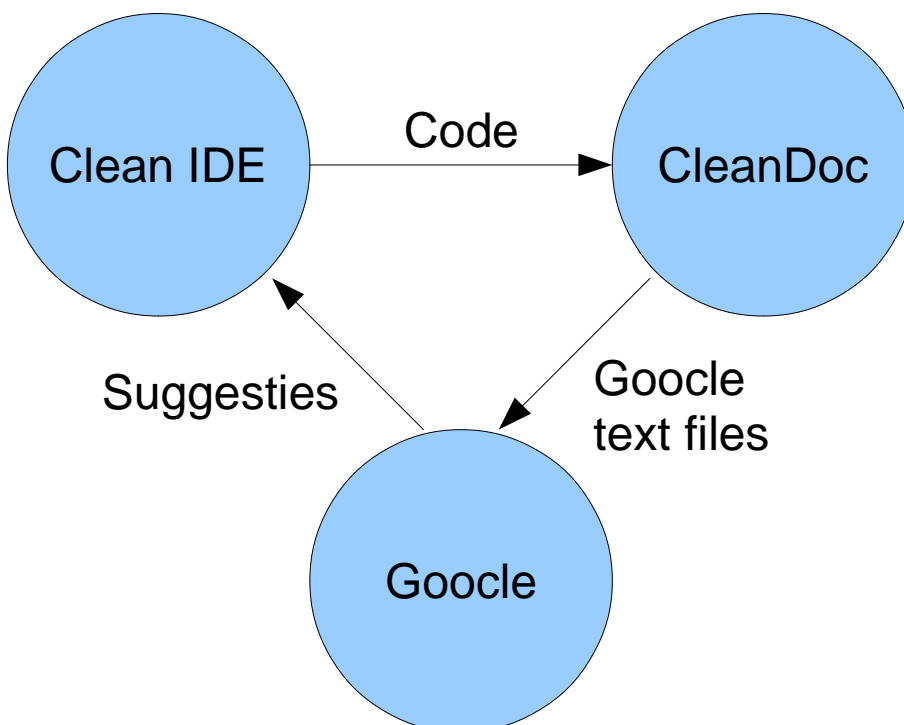 Code
Clean IDE
CleanDoc
Suggesties
Goocle
text files
Goocle